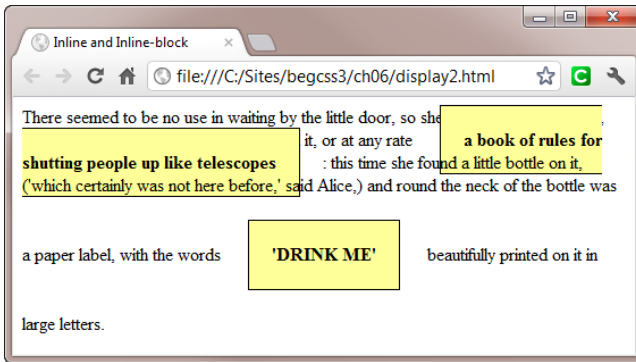 Inline and Inline-block
file:///C:/Sites/begcss3/ch06/display2.html
There seemed to be no use in waiting by the little door, so she ,
it, or at any rate a book of rules for
shutting people up like telescopes : this time she found a little bottle on it,
('which certainly was not here before,' said Alice,) and round the neck of the bottle was
a paper label, with the words 'DRINK ME' beautifully printed on it in
large letters.